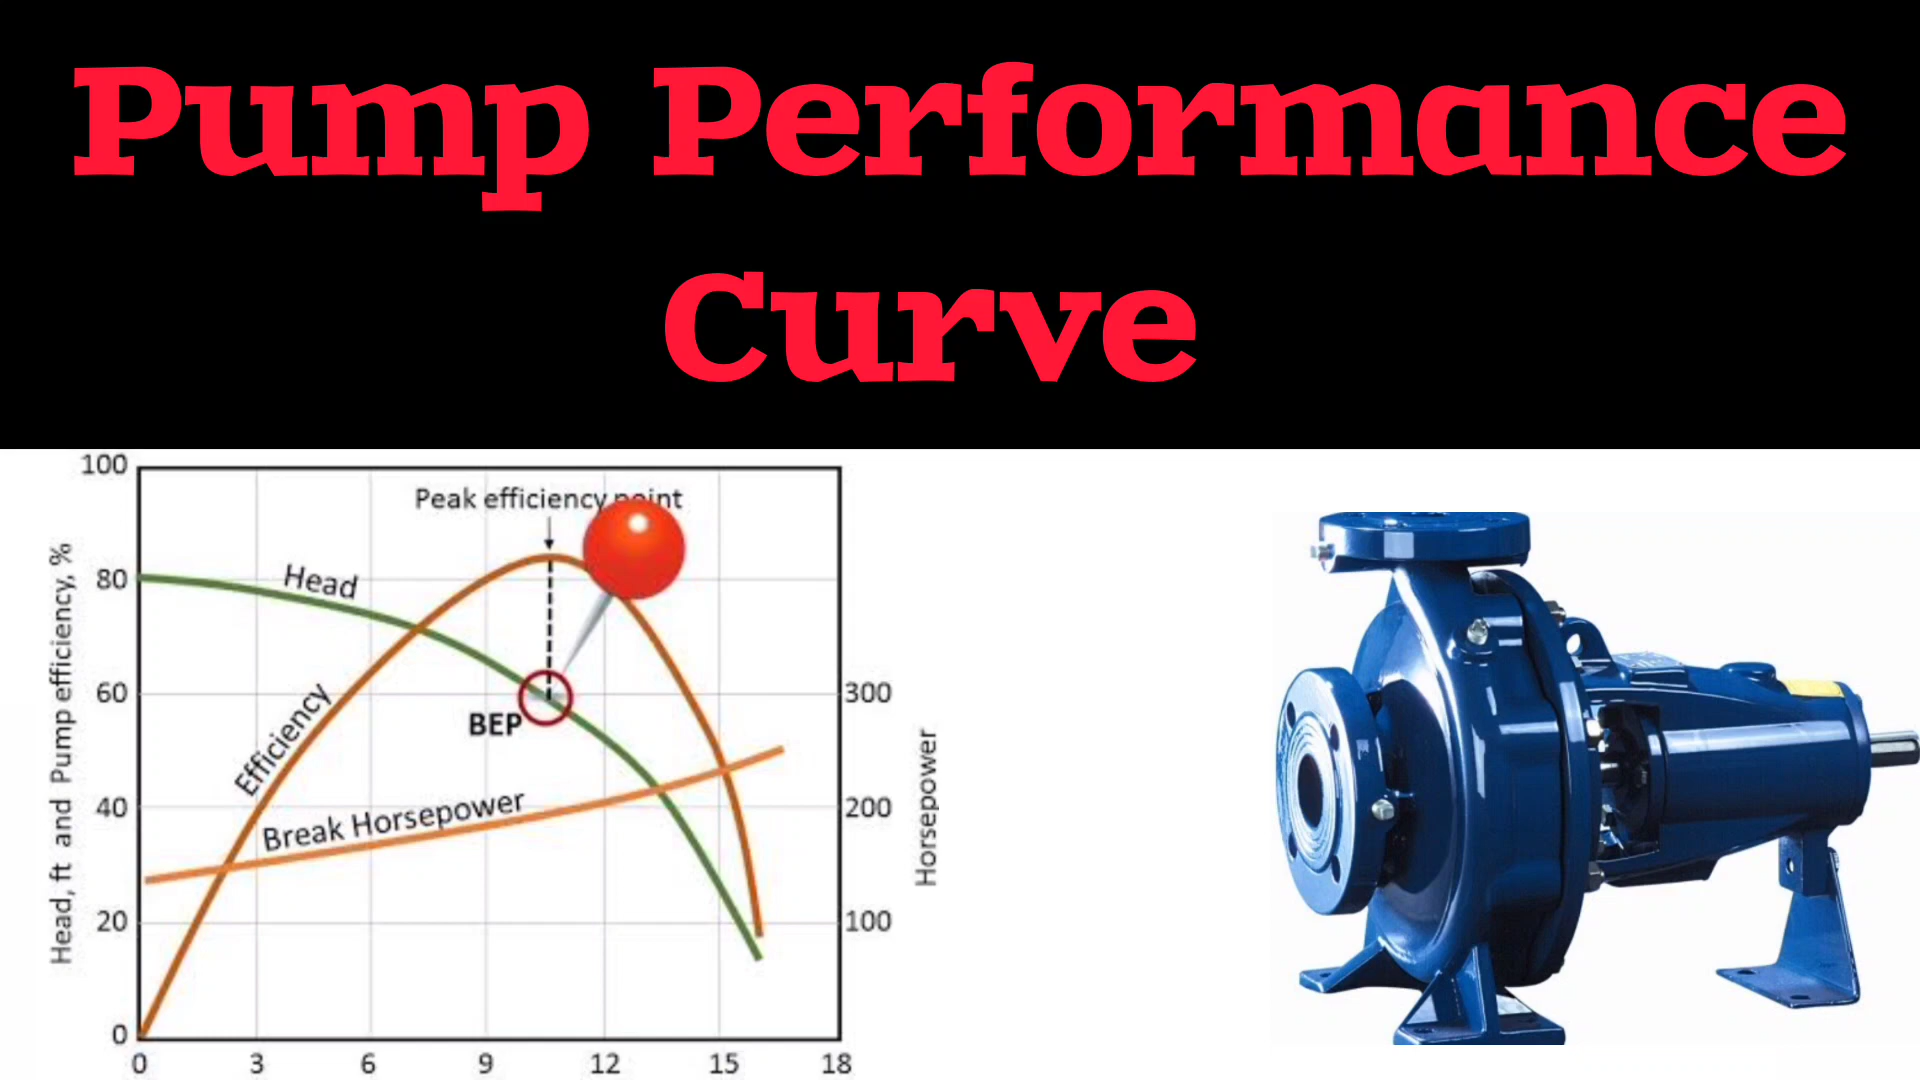 Pump Performance
Curve
100
80
60
40
20
0
Head, ft and Pump efficiency, %
Peak efficiency point
Head
Efficiency
BEP
Break Horsepower
300
200
100
Horsepower
0 3 6 9 12 15 18